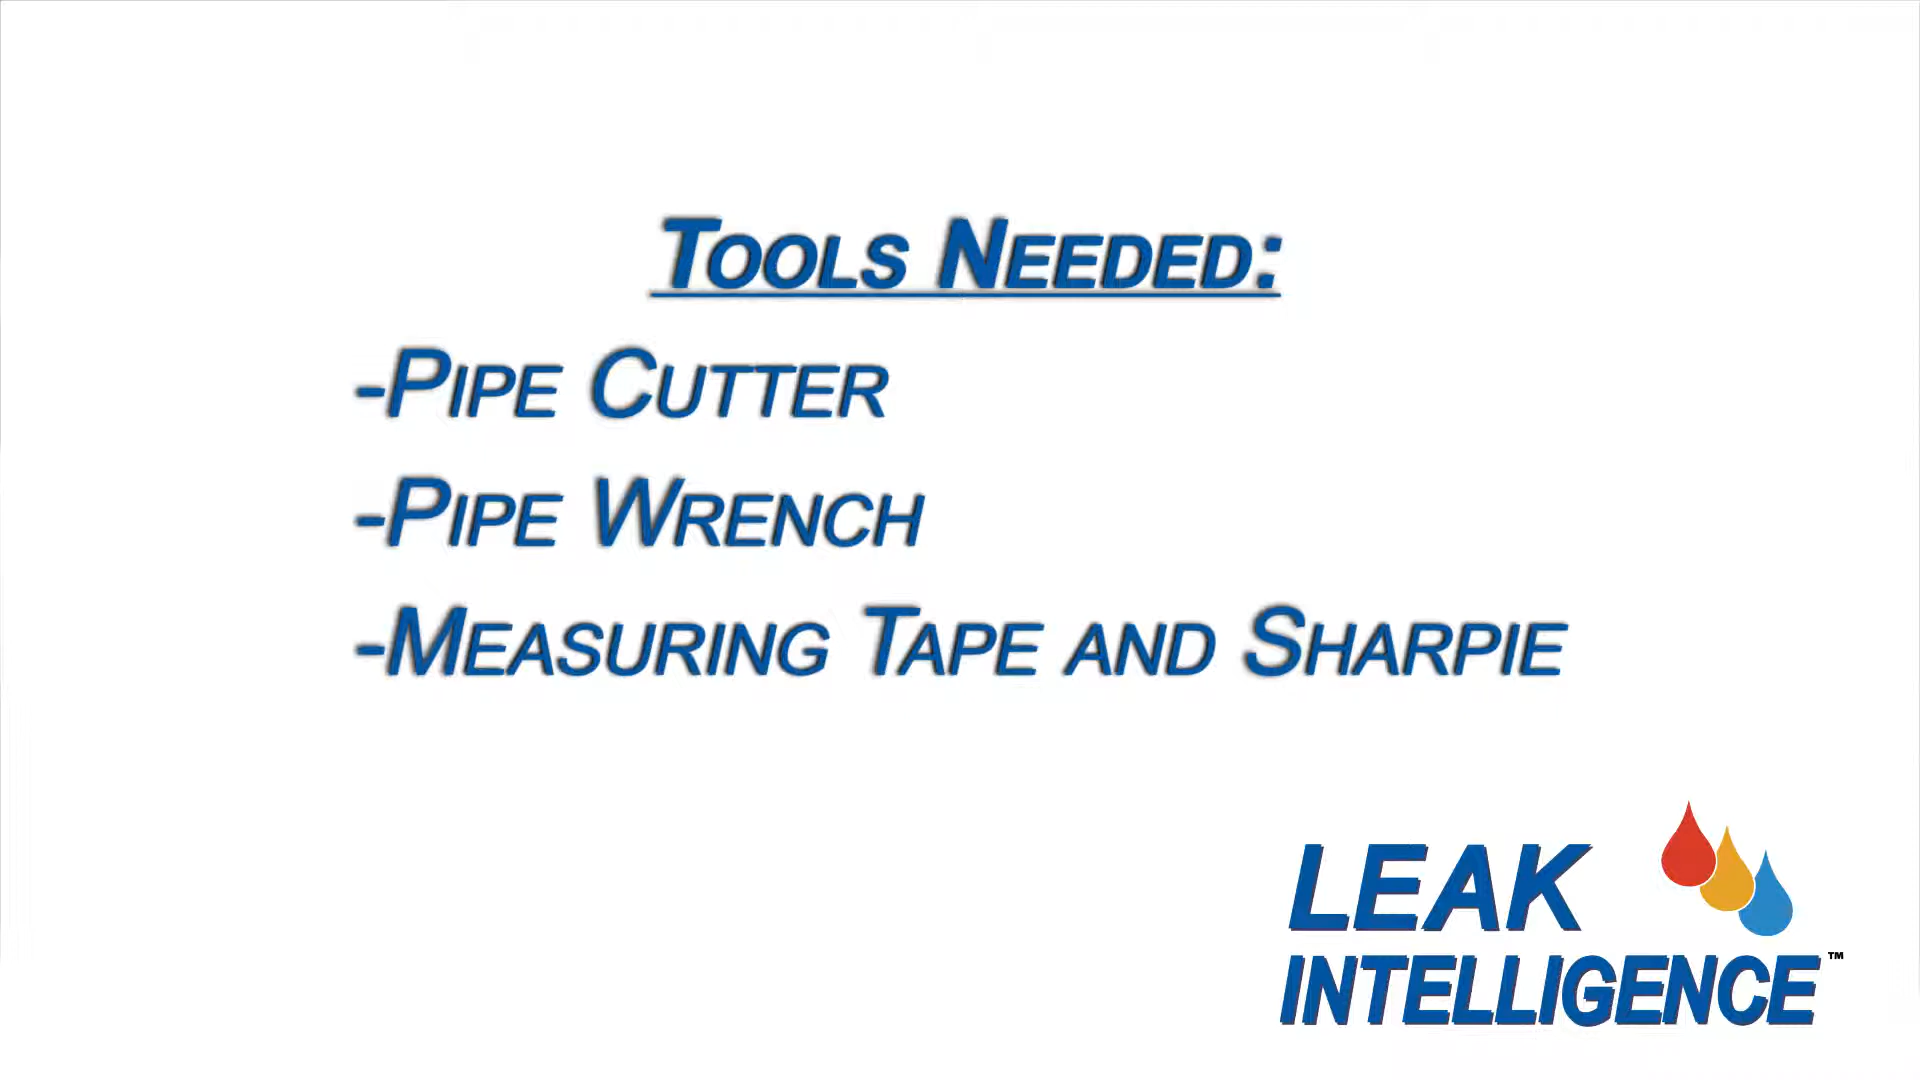 Tools Needed:
-Pipe Cutter
-Pipe Wrench
-Measuring Tape and Sharpie
LEAK
INTELLIGENCE™